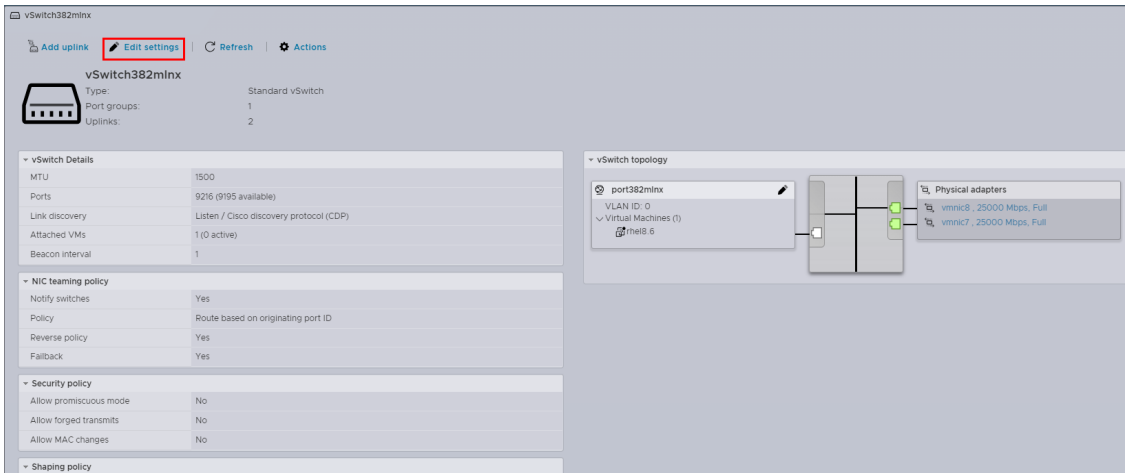 vSwitch382mlnx
Add uplink Edit settings Refresh Actions
vSwitch382mlnx
Type: Standard vSwitch
Port groups: 1
Uplinks: 2
vSwitch Details
MTU 1500
Ports 9216 (9195 available)
Link discovery Listen / Cisco discovery protocol (CDP)
Attached VMs 1 (0 active)
Beacon interval 1
NIC teaming policy
Notify switches Yes
Policy Route based on originating port ID
Reverse policy Yes
Failback Yes
Security policy
Allow promiscuous mode No
Allow forged transmits No
Allow MAC changes No
Shaping policy
vSwitch topology
port382mlnx
VLAN ID: 0
Virtual Machines (1)
rhel8.6
Physical adapters
vmnic8 , 25000 Mbps, Full
vmnic7 , 25000 Mbps, Full